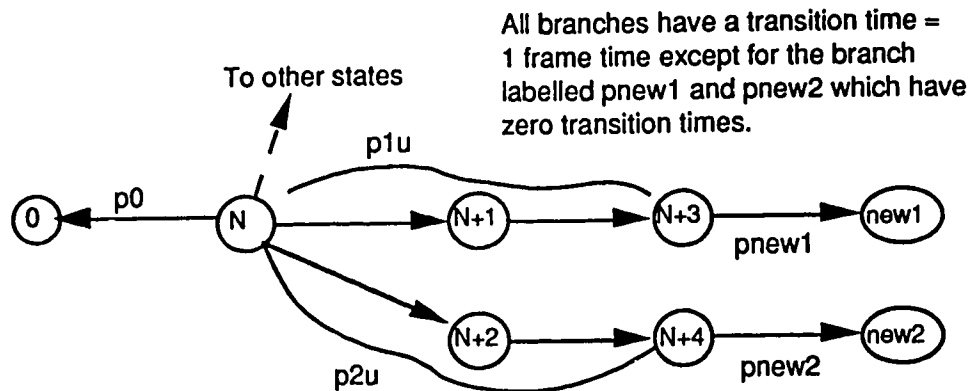 All branches have a transition time =
1 frame time except for the branch
labelled pnew1 and pnew2 which have
zero transition times.
To other states
p1u
p0
0
N
N+1
N+3
new1
pnew1
N+2
N+4
new2
pnew2
p2u